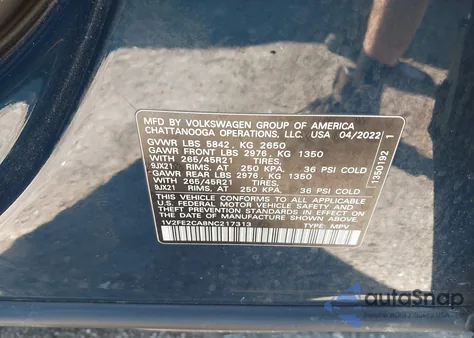 MFD BY VOLKSWAGEN GROUP OF AMERICA
CHATTANOOGA OPERATIONS, LLC. USA 04/2022
GVWR LBS 5842, KG 2650
GAWR FRONT LBS 2976, KG 1350
WITH 265/45R21 TIRES,
9JX21 RIMS, AT 250 KPA, 36 PSI COLD
GAWR REAR LBS 2976, KG 1350
WITH 265/45R21 TIRES,
9JX21 RIMS, AT 250 KPA, 36 PSI COLD
THIS VEHICLE CONFORMS TO ALL APPLICABLE
U.S. FEDERAL MOTOR VEHICLE SAFETY STANDARDS IN EFFECT ON
THE DATE OF MANUFACTURE SHOWN ABOVE.
1V2FE2CA8NC217313 TYPE: MPV
1350192 1
autoSnap